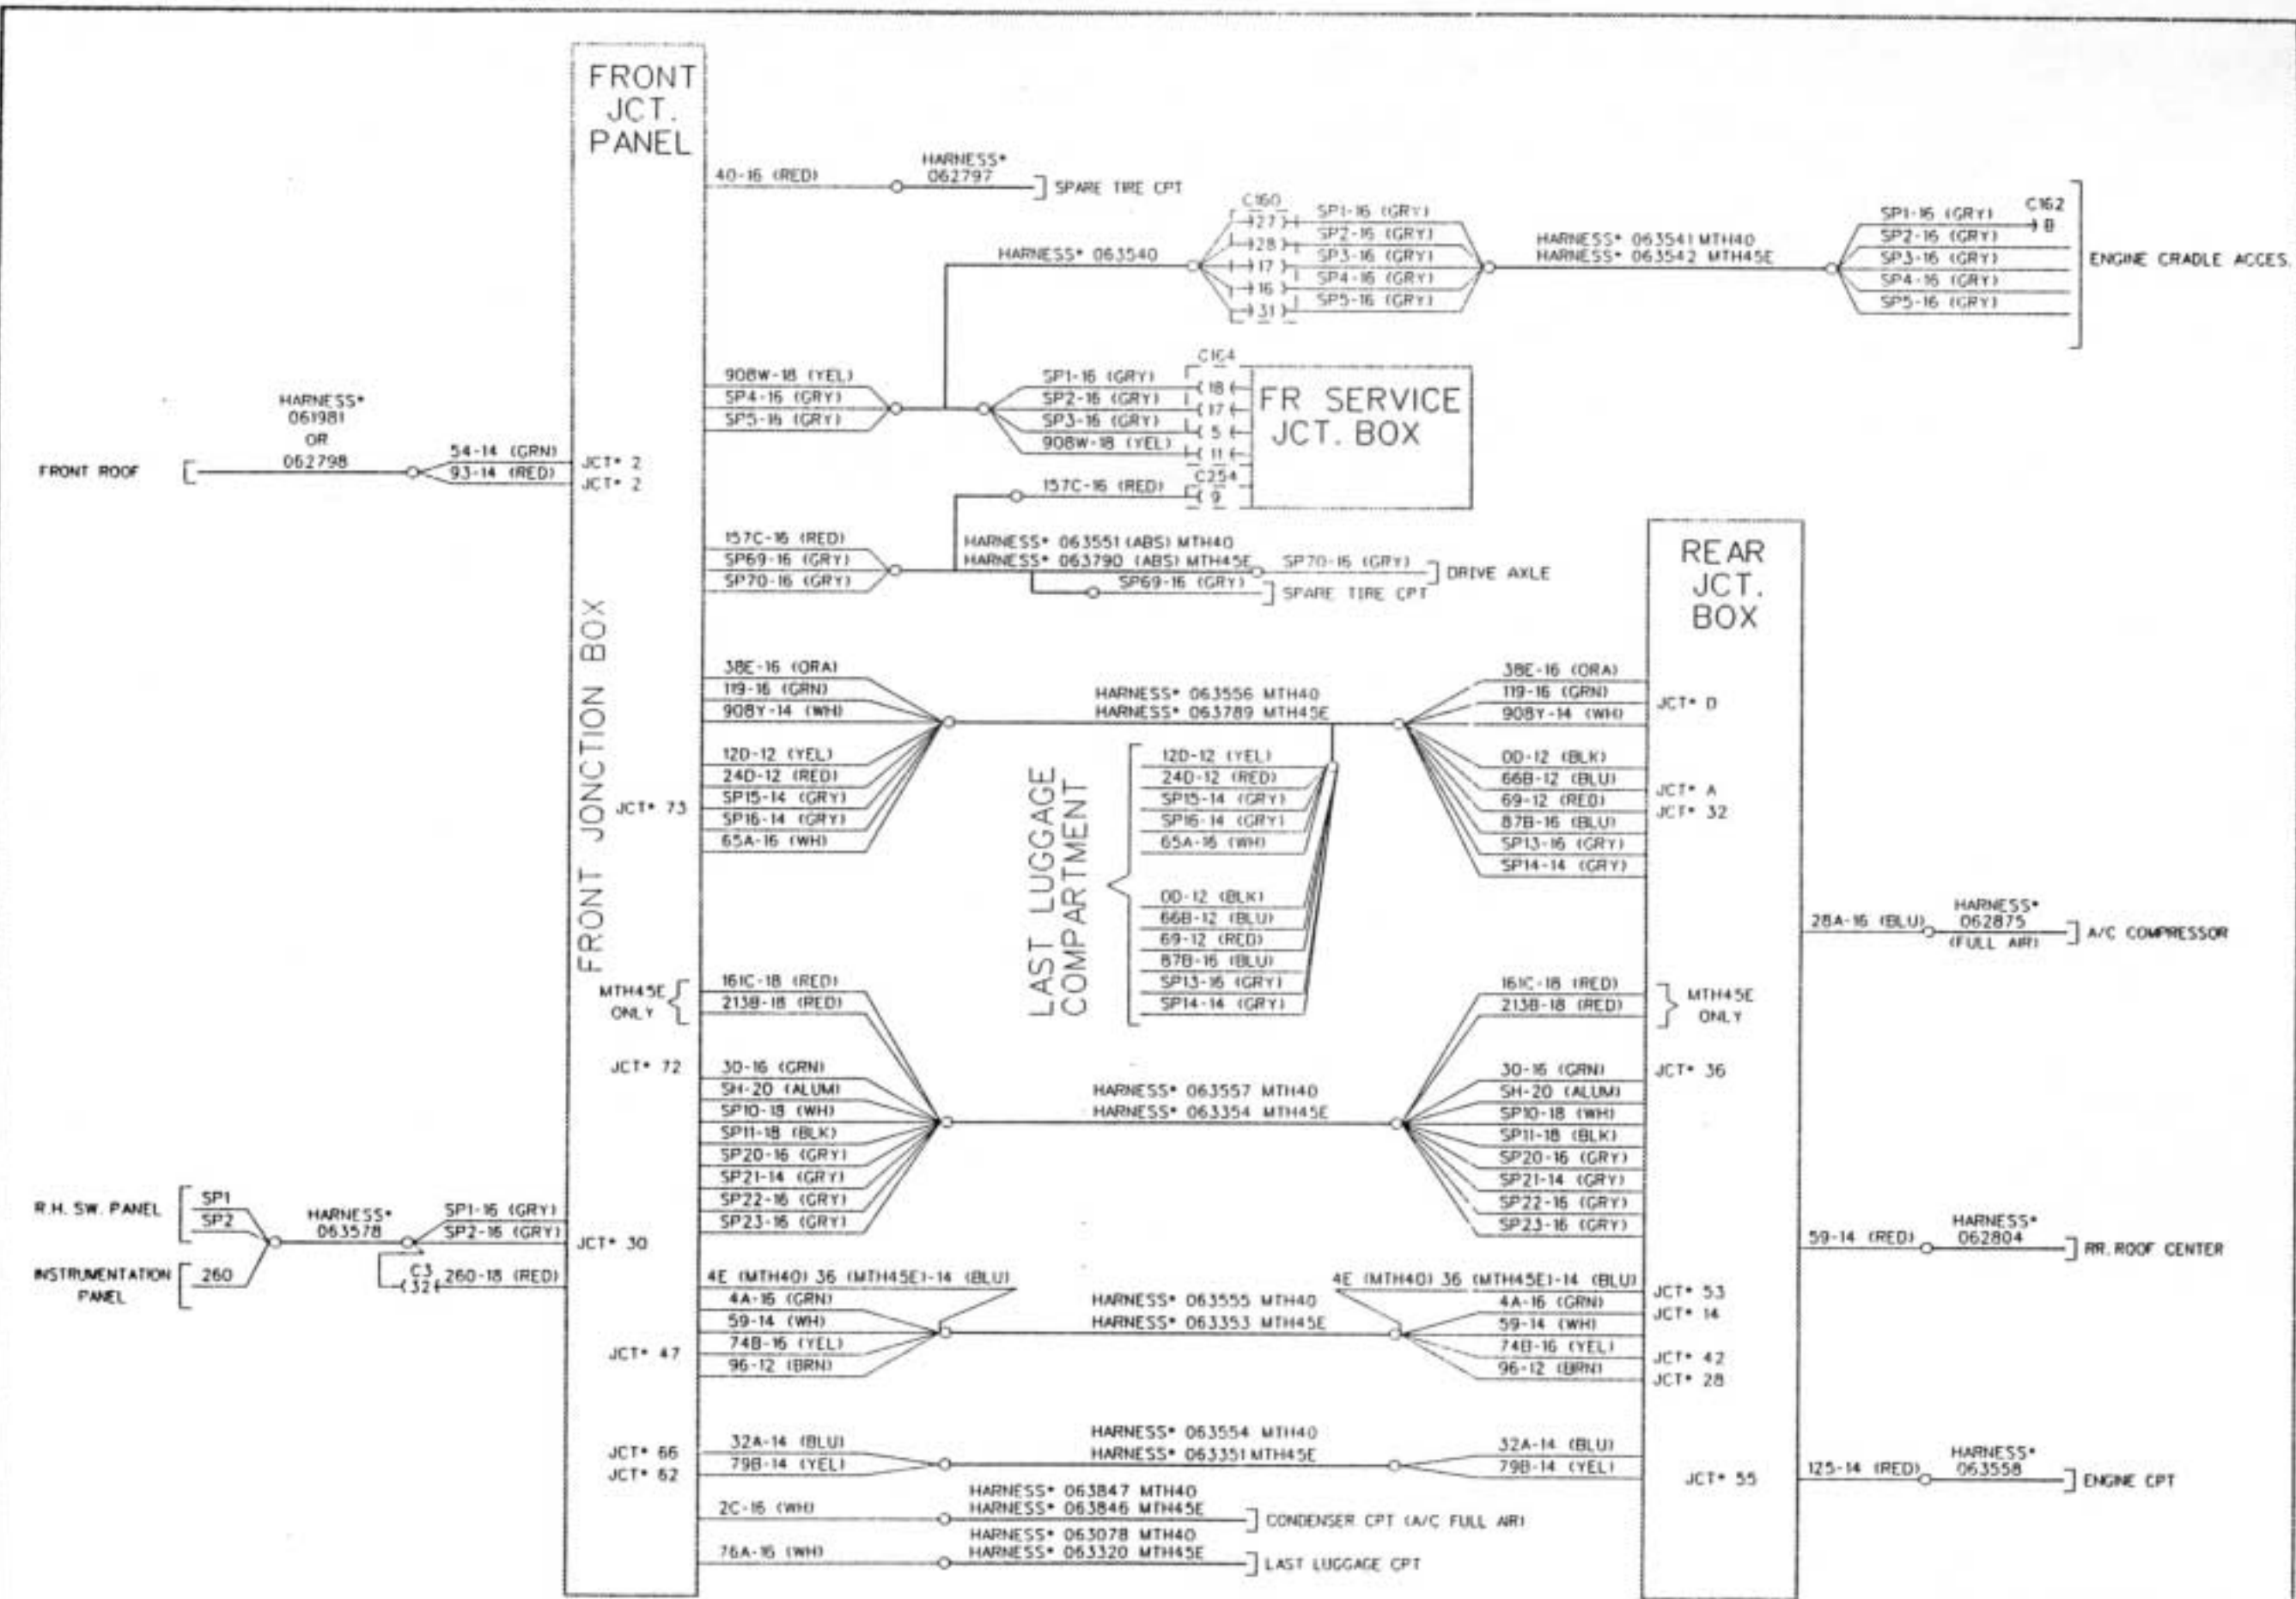 FRONT
JCT.
PANEL
FRONT JONCTION BOX
40-16 (RED)
HARNESS*
062797
SPARE TIRE CPT
HARNESS* 063540
C160
27
28
17
16
31
SP1-16 (GRY)
SP2-16 (GRY)
SP3-16 (GRY)
SP4-16 (GRY)
SP5-16 (GRY)
HARNESS* 063541 MTH40
HARNESS* 063542 MTH45E
SP1-16 (GRY)
SP2-16 (GRY)
SP3-16 (GRY)
SP4-16 (GRY)
SP5-16 (GRY)
C162
B
ENGINE CRADLE ACCES.
908W-18 (YEL)
SP4-16 (GRY)
SP5-16 (GRY)
SP1-16 (GRY)
SP2-16 (GRY)
SP3-16 (GRY)
908W-18 (YEL)
C164
18
17
5
11
FR SERVICE
JCT. BOX
157C-16 (RED)
C254
9
FRONT ROOF
HARNESS*
061981
OR
062798
54-14 (GRN)
93-14 (RED)
JCT* 2
JCT* 2
157C-16 (RED)
SP69-16 (GRY)
SP70-16 (GRY)
HARNESS* 063551 (ABS) MTH40
HARNESS* 063790 (ABS) MTH45E
SP70-16 (GRY)
DRIVE AXLE
SP69-16 (GRY)
SPARE TIRE CPT
REAR
JCT.
BOX
38E-16 (ORA)
119-16 (GRN)
908Y-14 (WH)
12D-12 (YEL)
24D-12 (RED)
SP15-14 (GRY)
SP16-14 (GRY)
65A-16 (WH)
JCT* 73
HARNESS* 063556 MTH40
HARNESS* 063789 MTH45E
LAST LUGGAGE
COMPARTMENT
12D-12 (YEL)
24D-12 (RED)
SP15-14 (GRY)
SP16-14 (GRY)
65A-16 (WH)
0D-12 (BLK)
66B-12 (BLU)
69-12 (RED)
87B-16 (BLU)
SP13-16 (GRY)
SP14-14 (GRY)
38E-16 (ORA)
119-16 (GRN)
908Y-14 (WH)
0D-12 (BLK)
66B-12 (BLU)
69-12 (RED)
87B-16 (BLU)
SP13-16 (GRY)
SP14-14 (GRY)
JCT* D
JCT* A
JCT* 32
28A-16 (BLU)
HARNESS*
062875
(FULL AIR)
A/C COMPRESSOR
MTH45E
ONLY
161C-18 (RED)
213B-18 (RED)
JCT* 72
30-16 (GRN)
SH-20 (ALUM)
SP10-18 (WH)
SP11-18 (BLK)
SP20-16 (GRY)
SP21-14 (GRY)
SP22-16 (GRY)
SP23-16 (GRY)
HARNESS* 063557 MTH40
HARNESS* 063354 MTH45E
161C-18 (RED)
213B-18 (RED)
MTH45E
ONLY
30-16 (GRN)
SH-20 (ALUM)
SP10-18 (WH)
SP11-18 (BLK)
SP20-16 (GRY)
SP21-14 (GRY)
SP22-16 (GRY)
SP23-16 (GRY)
JCT* 36
R.H. SW. PANEL
SP1
SP2
INSTRUMENTATION
PANEL
260
HARNESS*
063578
SP1-16 (GRY)
SP2-16 (GRY)
C3
32
260-18 (RED)
JCT* 30
59-14 (RED)
HARNESS*
062804
RR. ROOF CENTER
4E (MTH40) 36 (MTH45E)-14 (BLU)
4A-16 (GRN)
59-14 (WH)
74B-16 (YEL)
96-12 (BRN)
JCT* 47
HARNESS* 063555 MTH40
HARNESS* 063353 MTH45E
4E (MTH40) 36 (MTH45E)-14 (BLU)
4A-16 (GRN)
59-14 (WH)
74B-16 (YEL)
96-12 (BRN)
JCT* 53
JCT* 14
JCT* 42
JCT* 28
JCT* 66
JCT* 62
32A-14 (BLU)
79B-14 (YEL)
HARNESS* 063554 MTH40
HARNESS* 063351 MTH45E
32A-14 (BLU)
79B-14 (YEL)
JCT* 55
125-14 (RED)
HARNESS*
063558
ENGINE CPT
2C-16 (WH)
HARNESS* 063847 MTH40
HARNESS* 063846 MTH45E
CONDENSER CPT (A/C FULL AIR)
76A-16 (WH)
HARNESS* 063078 MTH40
HARNESS* 063320 MTH45E
LAST LUGGAGE CPT